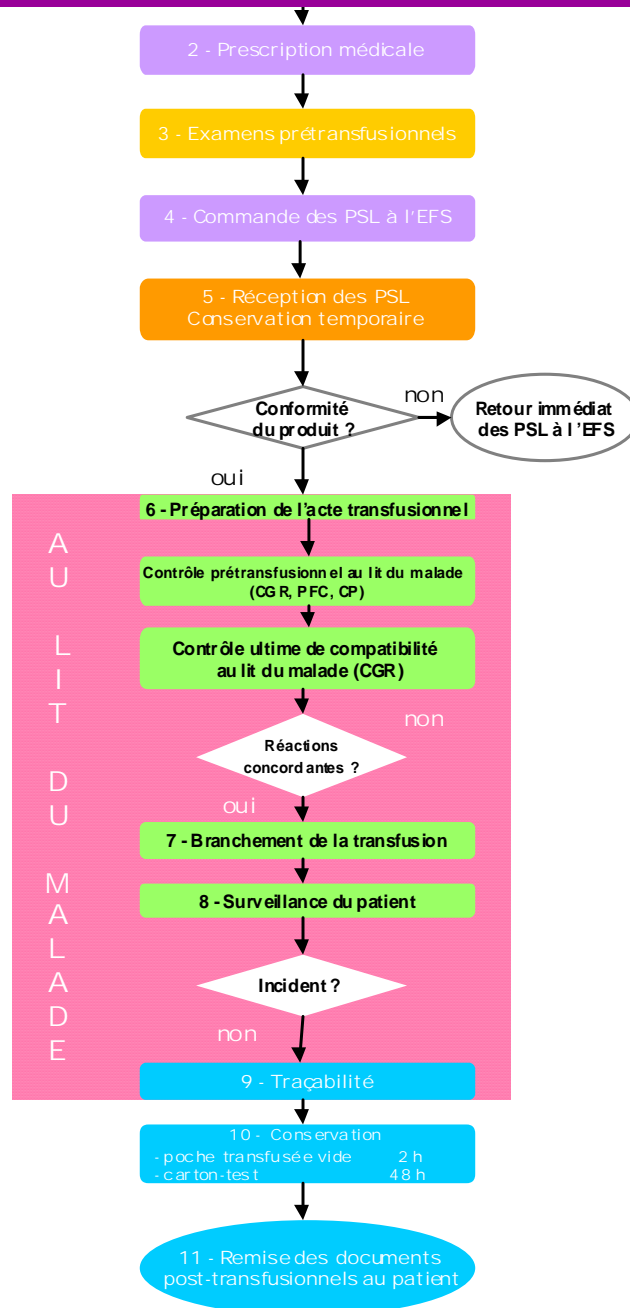 2 - Prescription médicale
3 - Examens prétransfusionnels
4 - Commande des PSL à l'EFS
5 - Réception des PSL
Conservation temporaire
Conformité
du produit ?
non
Retour immédiat
des PSL à l'EFS
oui
AU LIT DU MALADE
6 - Préparation de l'acte transfusionnel
Contrôle prétransfusionnel au lit du malade
(CGR, PFC, CP)
Contrôle ultime de compatibilité
au lit du malade (CGR)
non
Réactions
concordantes ?
oui
7 - Branchement de la transfusion
8 - Surveillance du patient
Incident ?
non
9 - Traçabilité
10 - Conservation
- poche transfusée vide 2 h
- carton-test 48 h
11 - Remise des documents
post-transfusionnels au patient